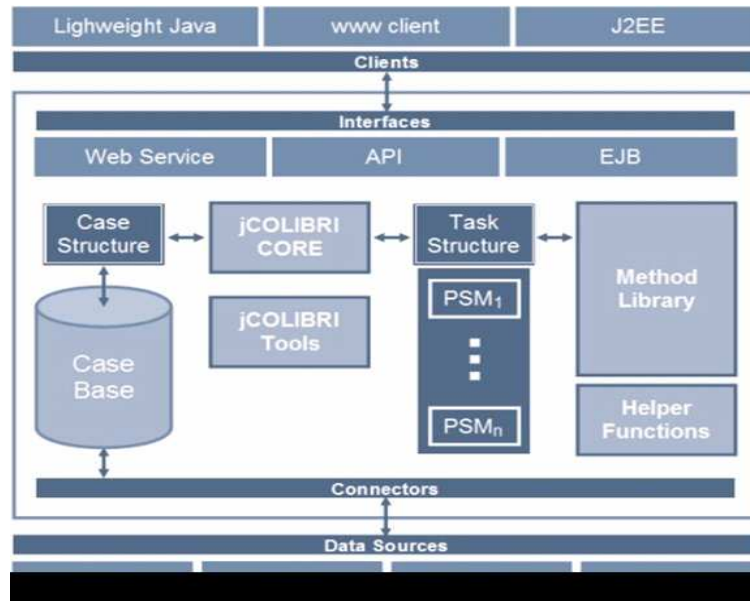 Lighweight Java
www client
J2EE
Clients
Interfaces
Web Service
API
EJB
Case
Structure
jCOLIBRI
CORE
Task
Structure
Method
Library
PSM1
jCOLIBRI
Tools
Case
Base
PSMn
Helper
Functions
Connectors
Data Sources